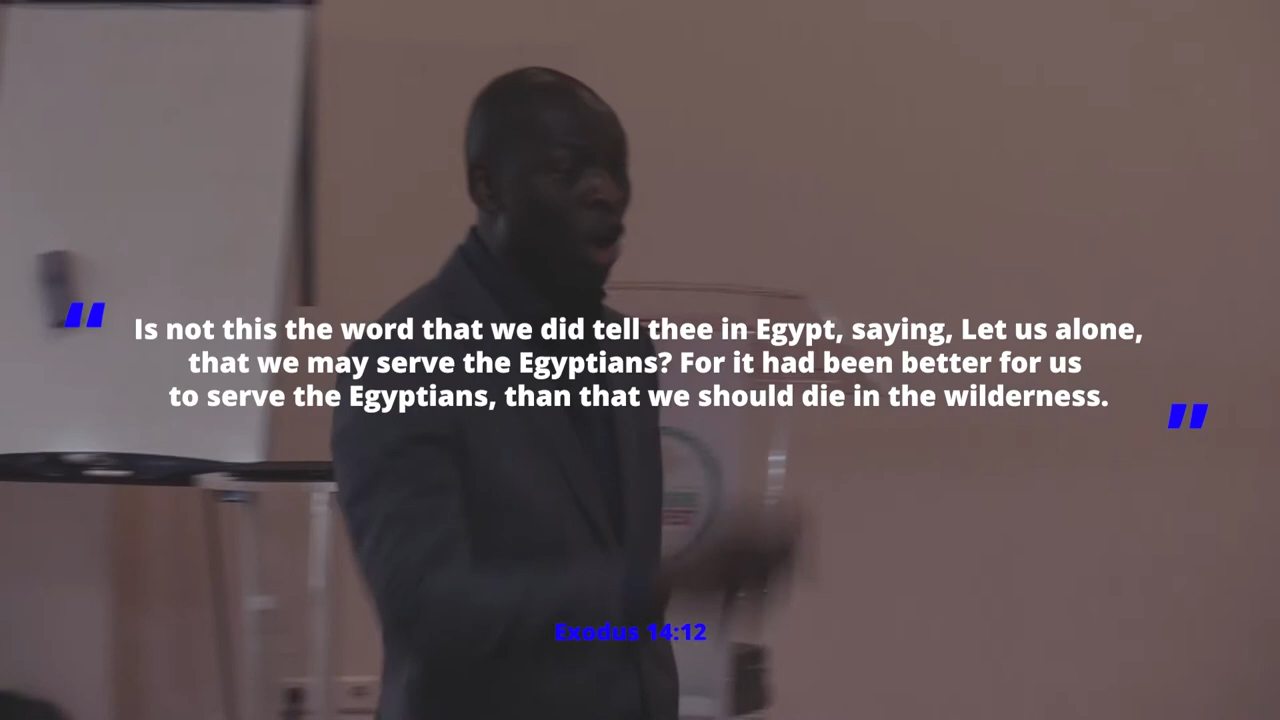 “
Is not this the word that we did tell thee in Egypt, saying, Let us alone,
that we may serve the Egyptians? For it had been better for us
to serve the Egyptians, than that we should die in the wilderness.
”
Exodus 14:12